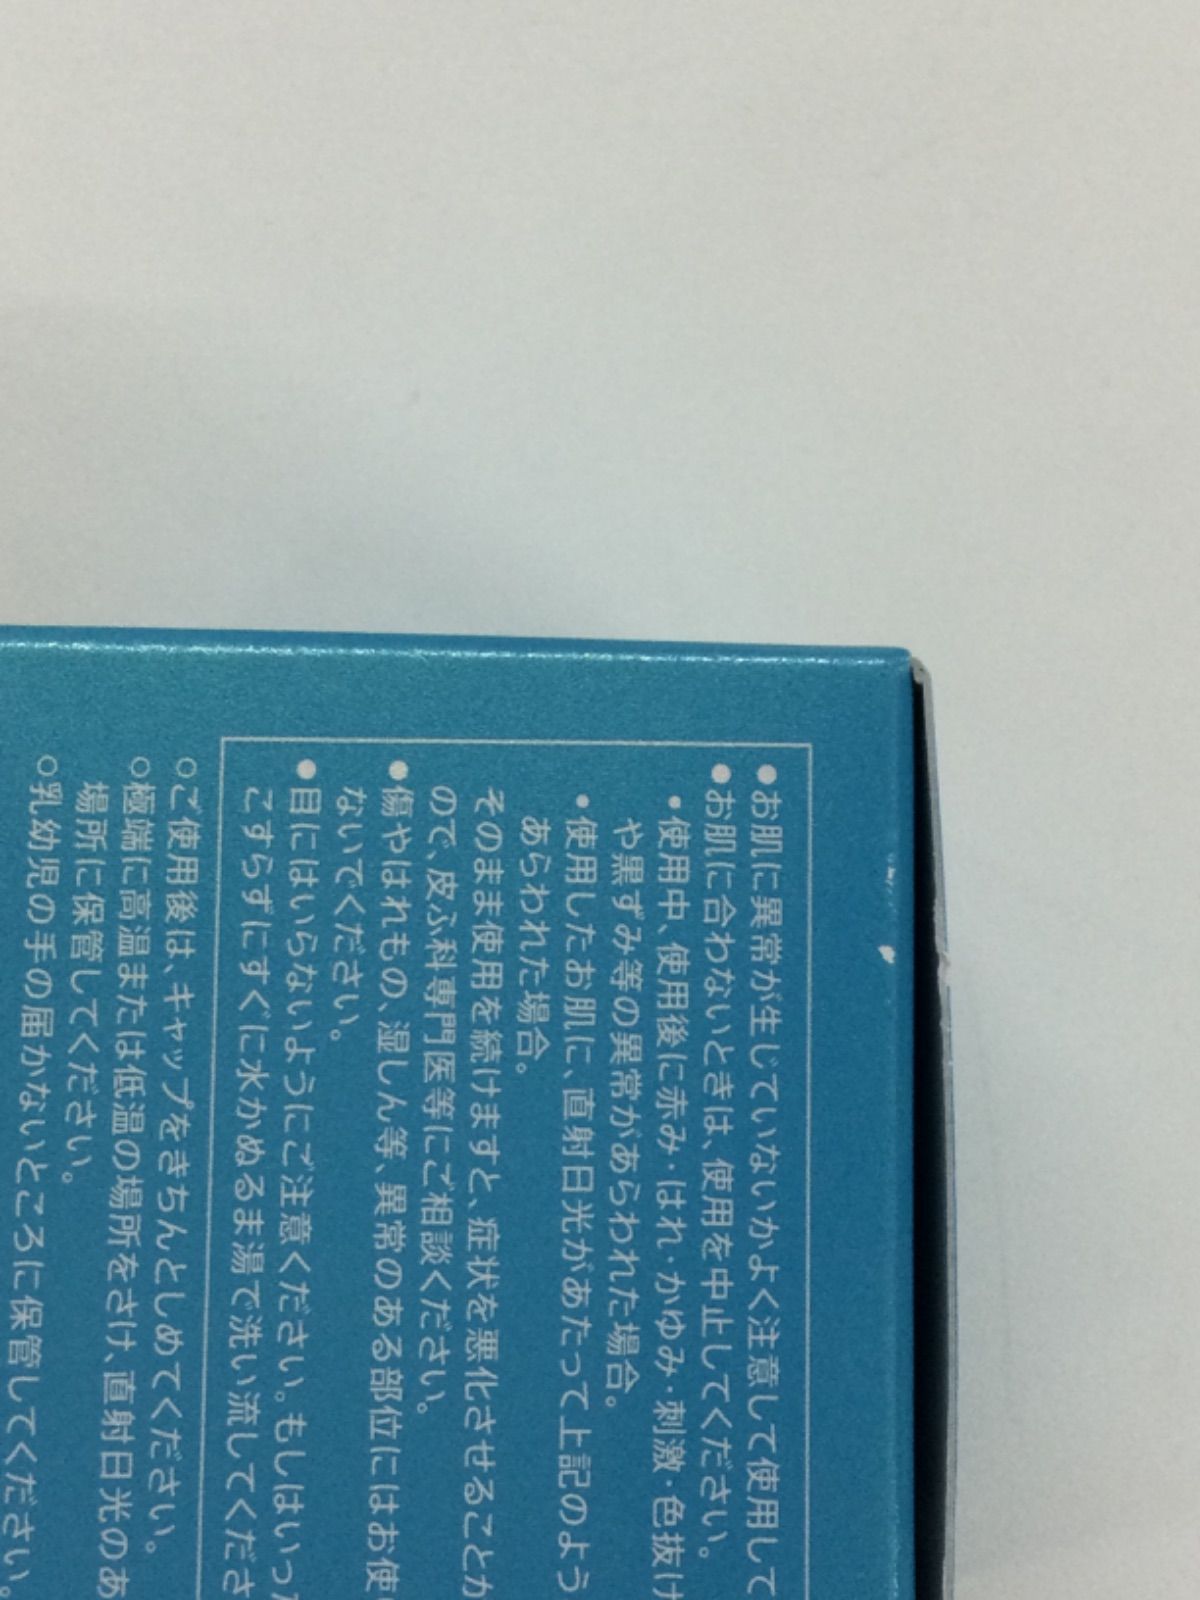 ●お肌に異常が生じていないかよく注意して使用して
●お肌に合わないときは、使用を中止してください。
・使用中、使用後に赤み・はれ・かゆみ・刺激・色抜け
や黒ずみ等の異常があらわれた場合。
・使用したお肌に、直射日光があたって上記のよう
あらわれた場合。
そのまま使用を続けますと、症状を悪化させることが
ので、皮ふ科専門医等にご相談ください。
●傷やはれもの、湿しん等、異常のある部位にはお使い
ないでください。
●目にはいらないようにご注意ください。もしはいった
こすらずにすぐに水かぬるま湯で洗い流してくださ
○ご使用後は、キャップをきちんとしめてください。
○極端に高温または低温の場所をさけ、直射日光のあ
場所に保管してください。
○乳幼児の手の届かないところに保管してください。